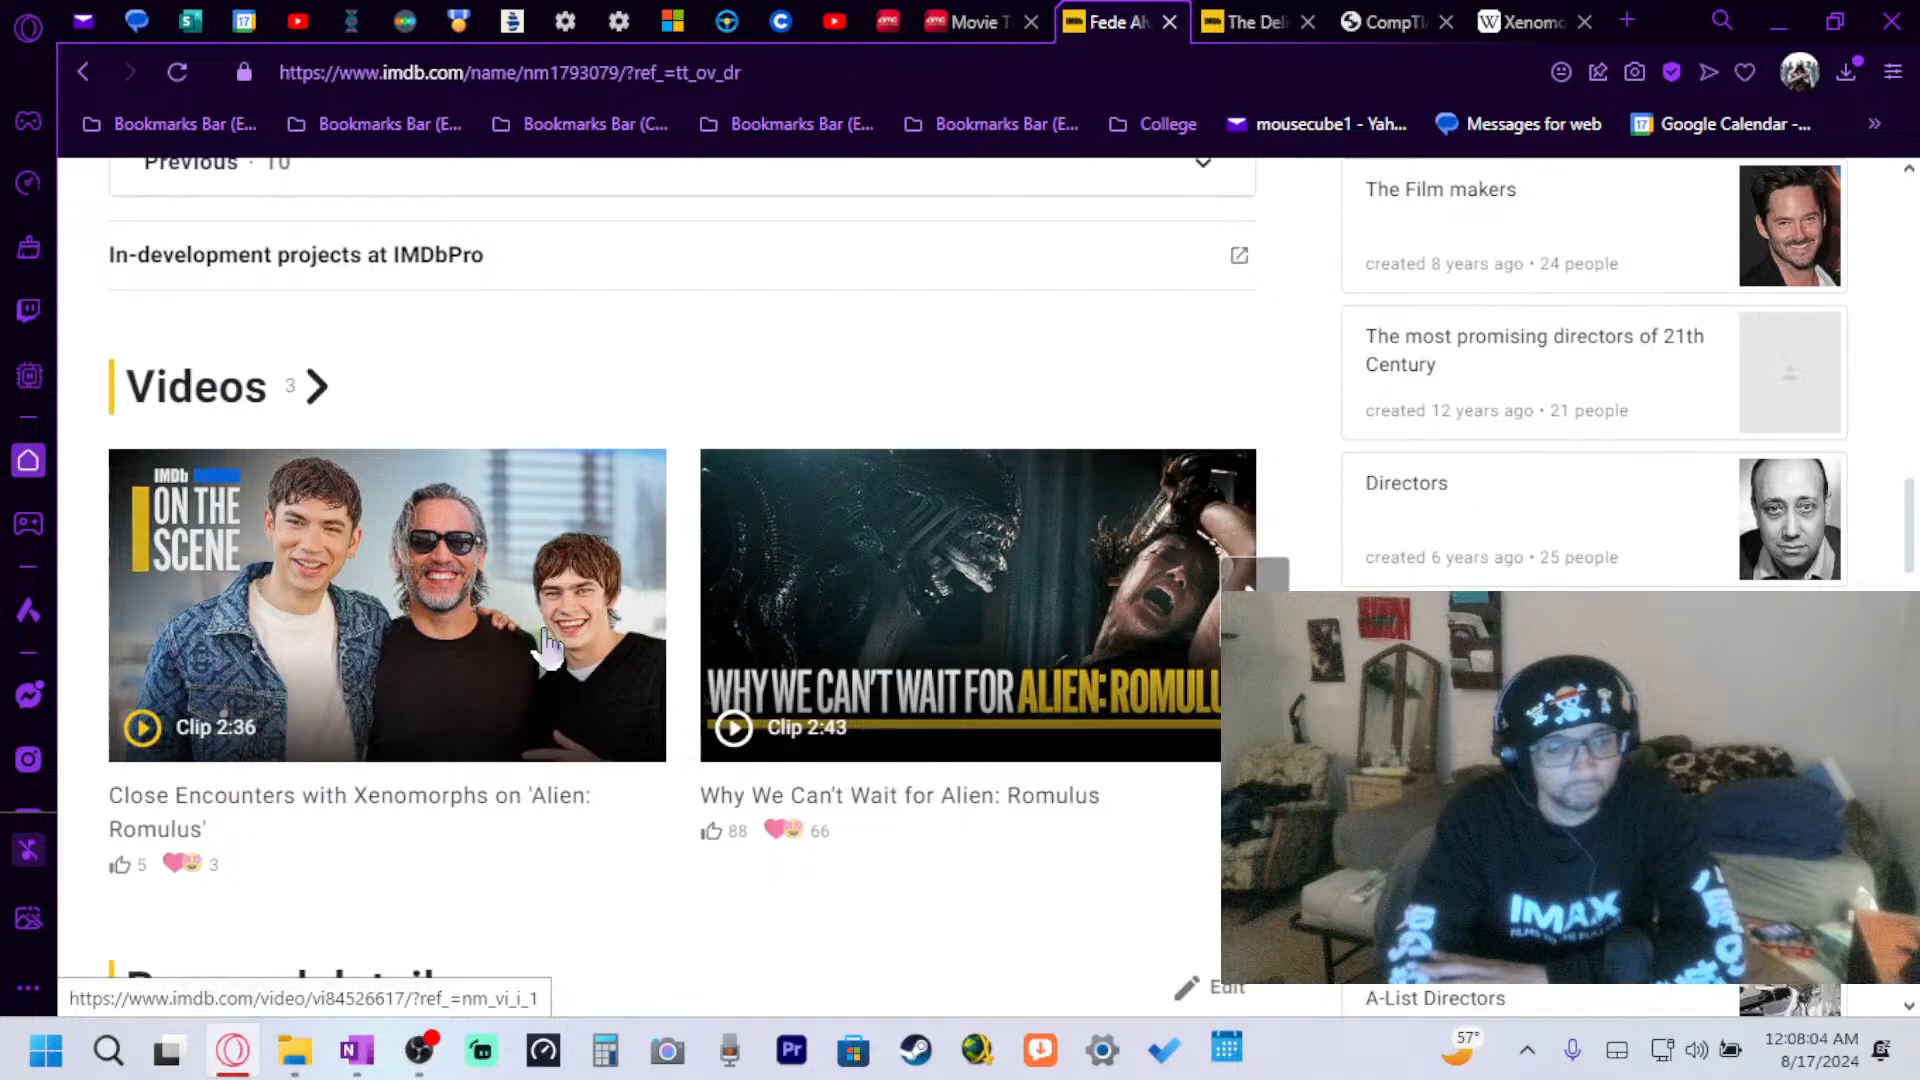 Movie T
Fede Al
The Del
CompTI
Xenomo
https://www.imdb.com/name/nm1793079/?ref_=tt_ov_dr
Bookmarks Bar (E...
Bookmarks Bar (E...
Bookmarks Bar (C...
Bookmarks Bar (E...
Bookmarks Bar (E...
College
mousecube1 - Yah...
Messages for web
Google Calendar -...
»
Previous · 10
In-development projects at IMDbPro
Videos 3
IMDb
ON THE
SCENE
Clip 2:36
Close Encounters with Xenomorphs on 'Alien:
Romulus'
5
3
WHY WE CAN'T WAIT FOR ALIEN: ROMULU
Clip 2:43
Why We Can't Wait for Alien: Romulus
88
66
Edit
The Film makers
created 8 years ago • 24 people
The most promising directors of 21th
Century
created 12 years ago • 21 people
Directors
created 6 years ago • 25 people
IMAX
A-List Directors
https://www.imdb.com/video/vi84526617/?ref_=nm_vi_i_1
57°
12:08:04 AM
8/17/2024